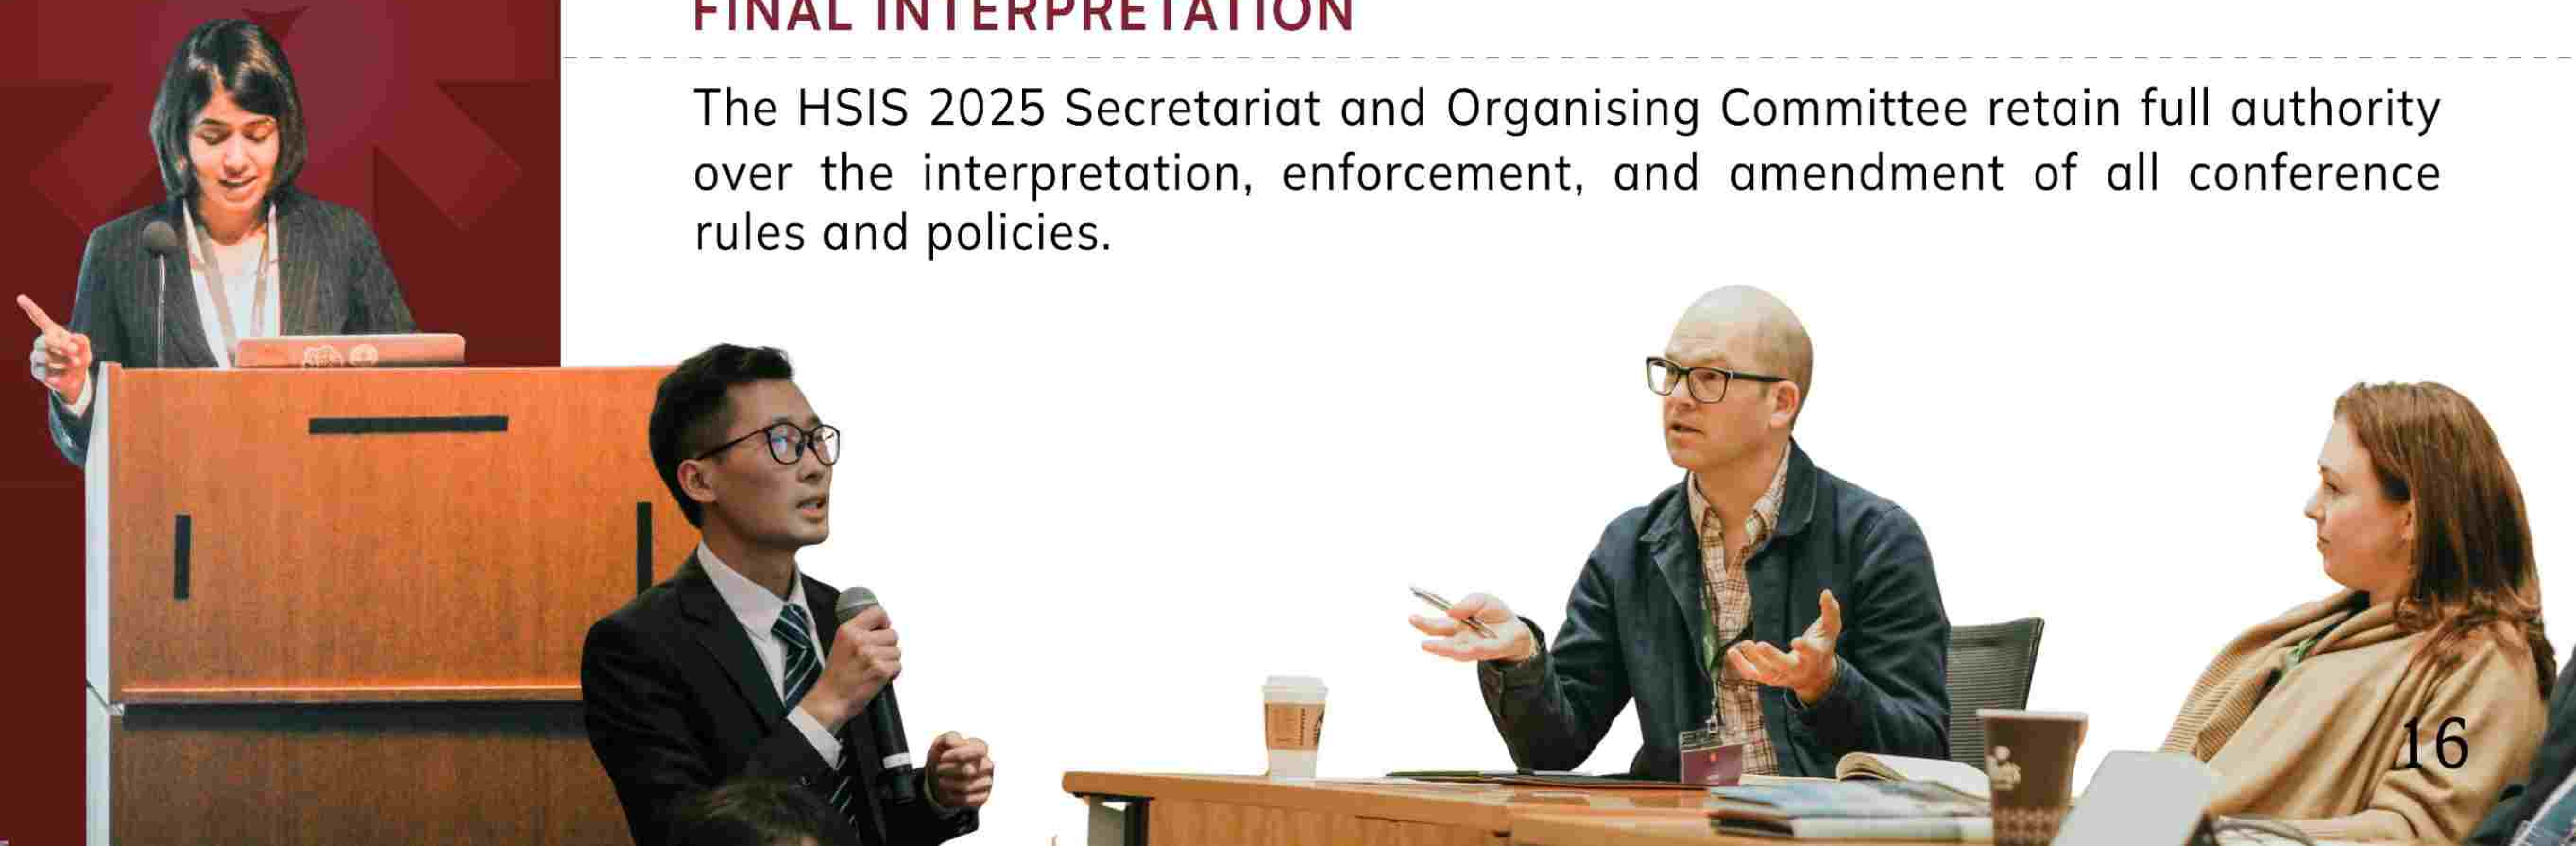 FINAL INTERPRETATION
The HSIS 2025 Secretariat and Organising Committee retain full authority
over the interpretation, enforcement, and amendment of all conference
rules and policies.
16